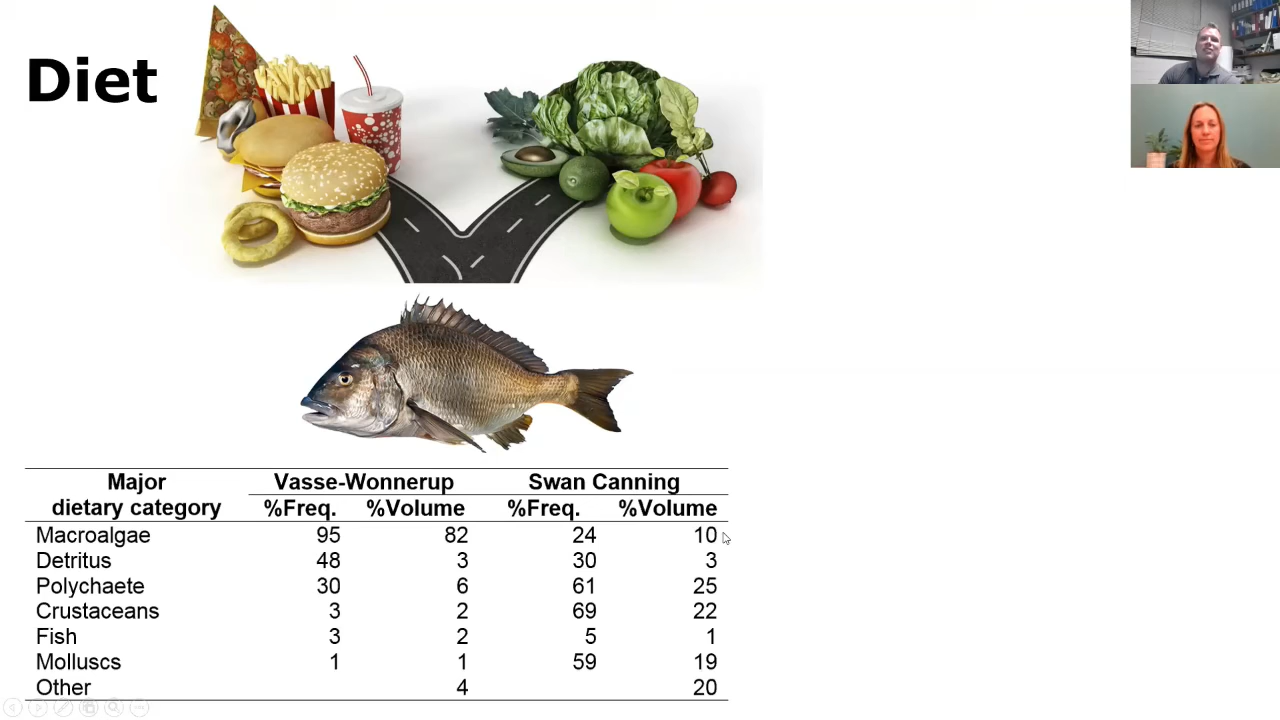 Diet
Major Vasse-Wonnerup Swan Canning
dietary category %Freq. %Volume %Freq. %Volume
Macroalgae 95 82 24 10
Detritus 48 3 30 3
Polychaete 30 6 61 25
Crustaceans 3 2 69 22
Fish 3 2 5 1
Molluscs 1 1 59 19
Other 4 20